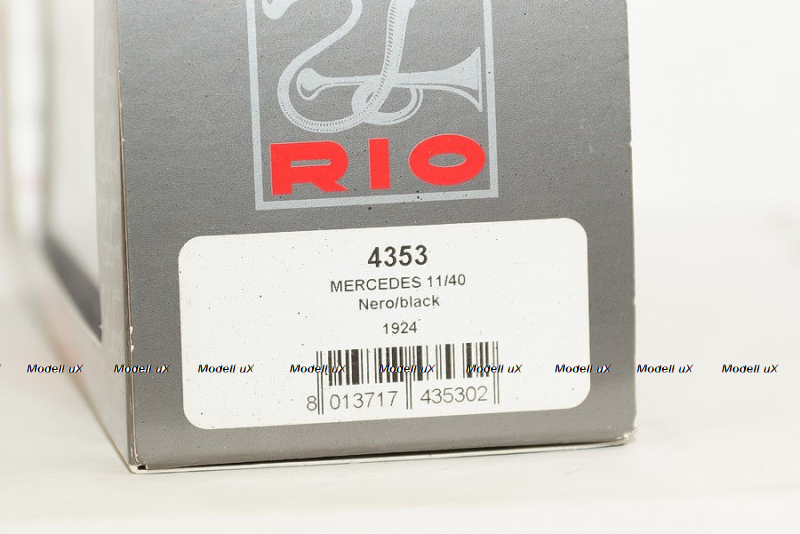 RIO
4353
MERCEDES 11/40
Nero/black
1924
Modell uX Modell uX Modell uX Modell uX Modell uX Modell uX Modell uX Modell uX Modell uX
8 013717 435302